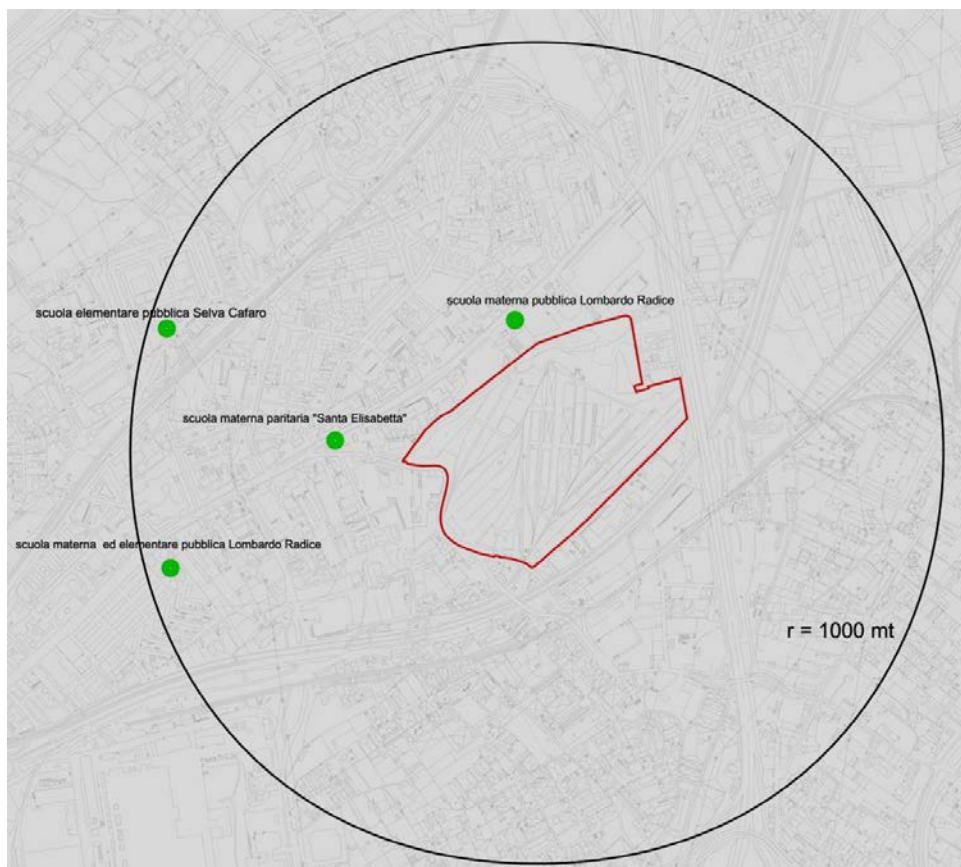 scuola materna pubblica Lombardo Radice
scuola elementare pubblica Selva Cafaro
scuola materna paritaria "Santa Elisabetta"
scuola materna ed elementare pubblica Lombardo Radice
r = 1000 mt